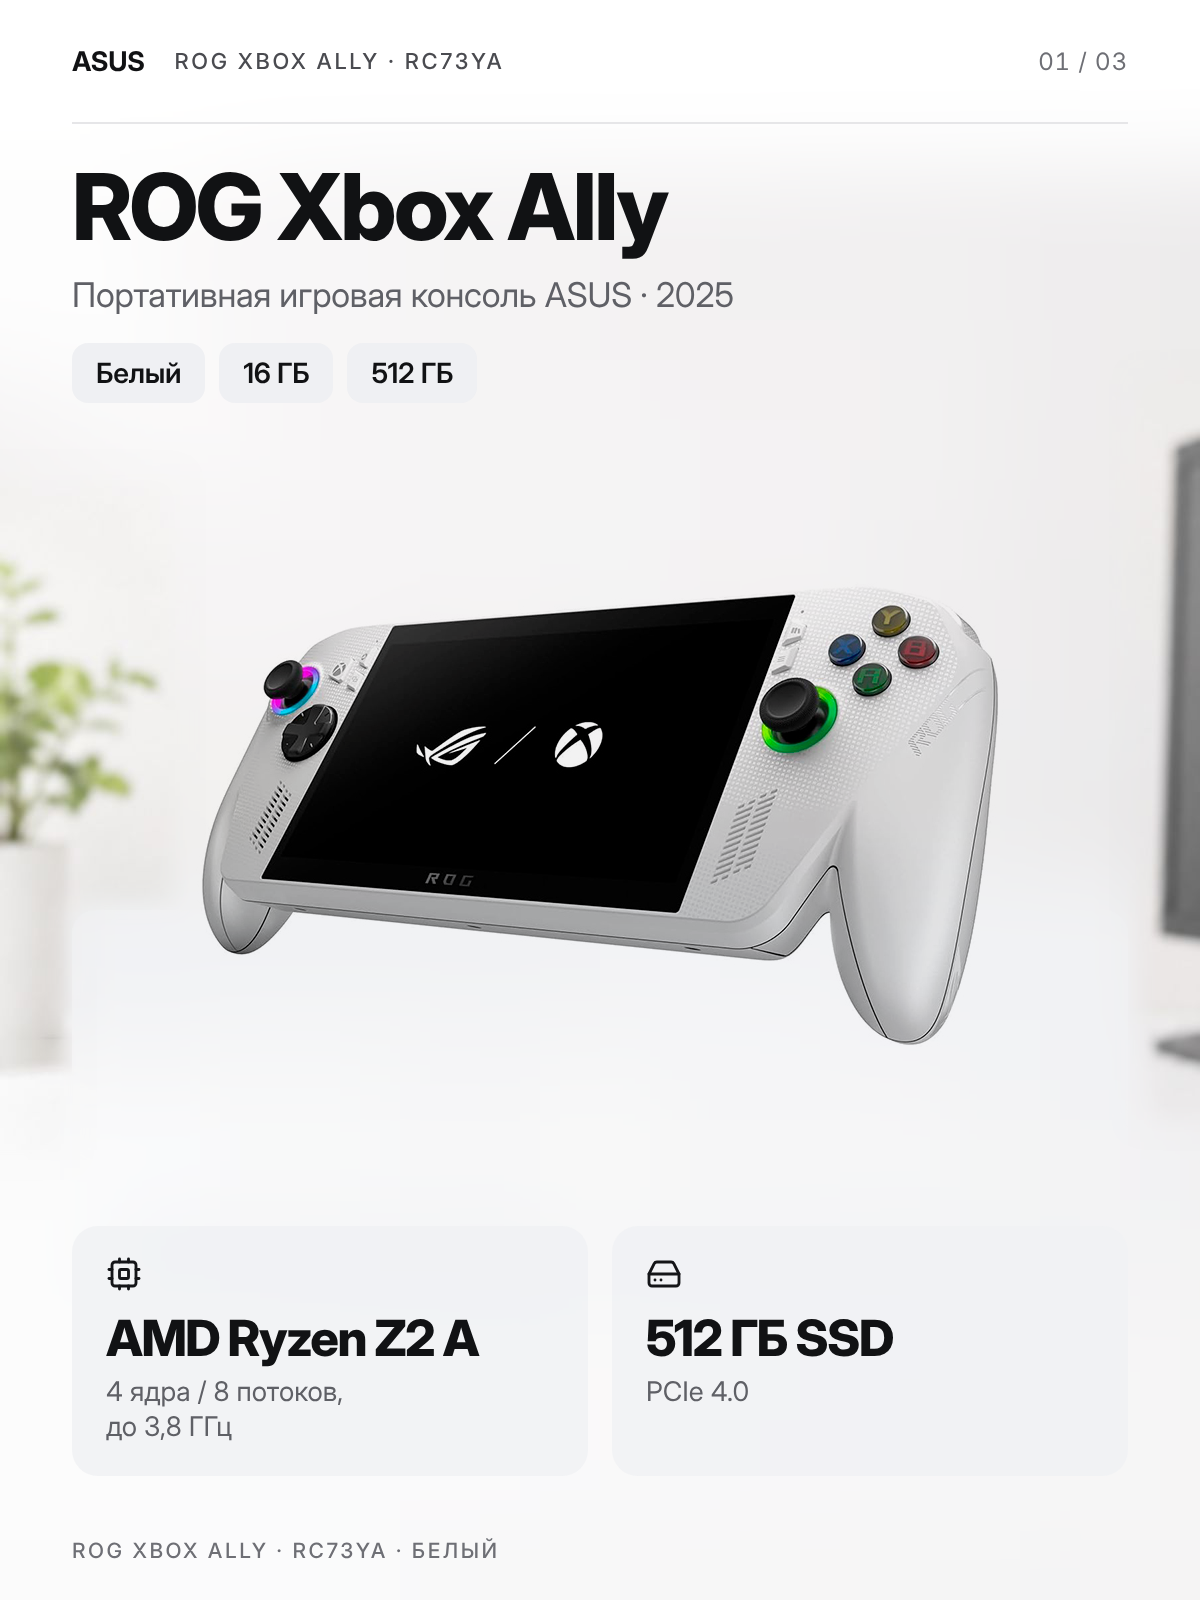 ASUS ROG XBOX ALLY · RC73YA 01 / 03
ROG Xbox Ally
Портативная игровая консоль ASUS · 2025
Белый 16 ГБ 512 ГБ
Y
X B
A
ROG
AMD Ryzen Z2 A
4 ядра / 8 потоков,
до 3,8 ГГц
512 ГБ SSD
PCIe 4.0
ROG XBOX ALLY · RC73YA · БЕЛЫЙ